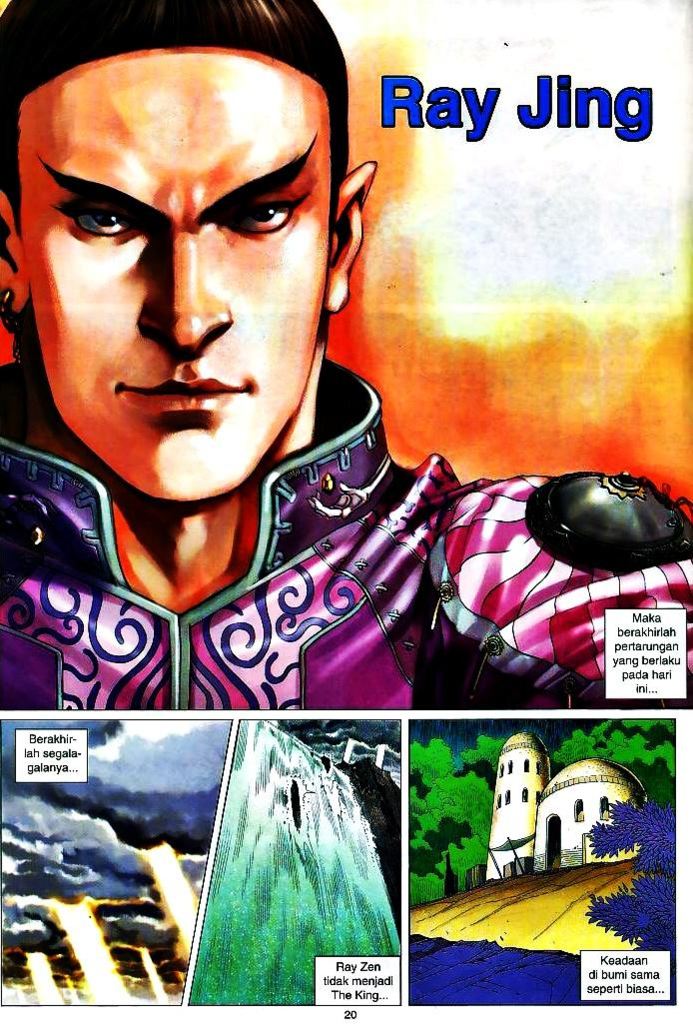 Ray Jing
Maka
berakhirlah
pertarungan
yang berlaku
pada hari
ini...
Berakhir-
lah segala-
galanya...
Ray Zen
tidak menjadi
The King...
Keadaan
di bumi sama
seperti biasa...
20